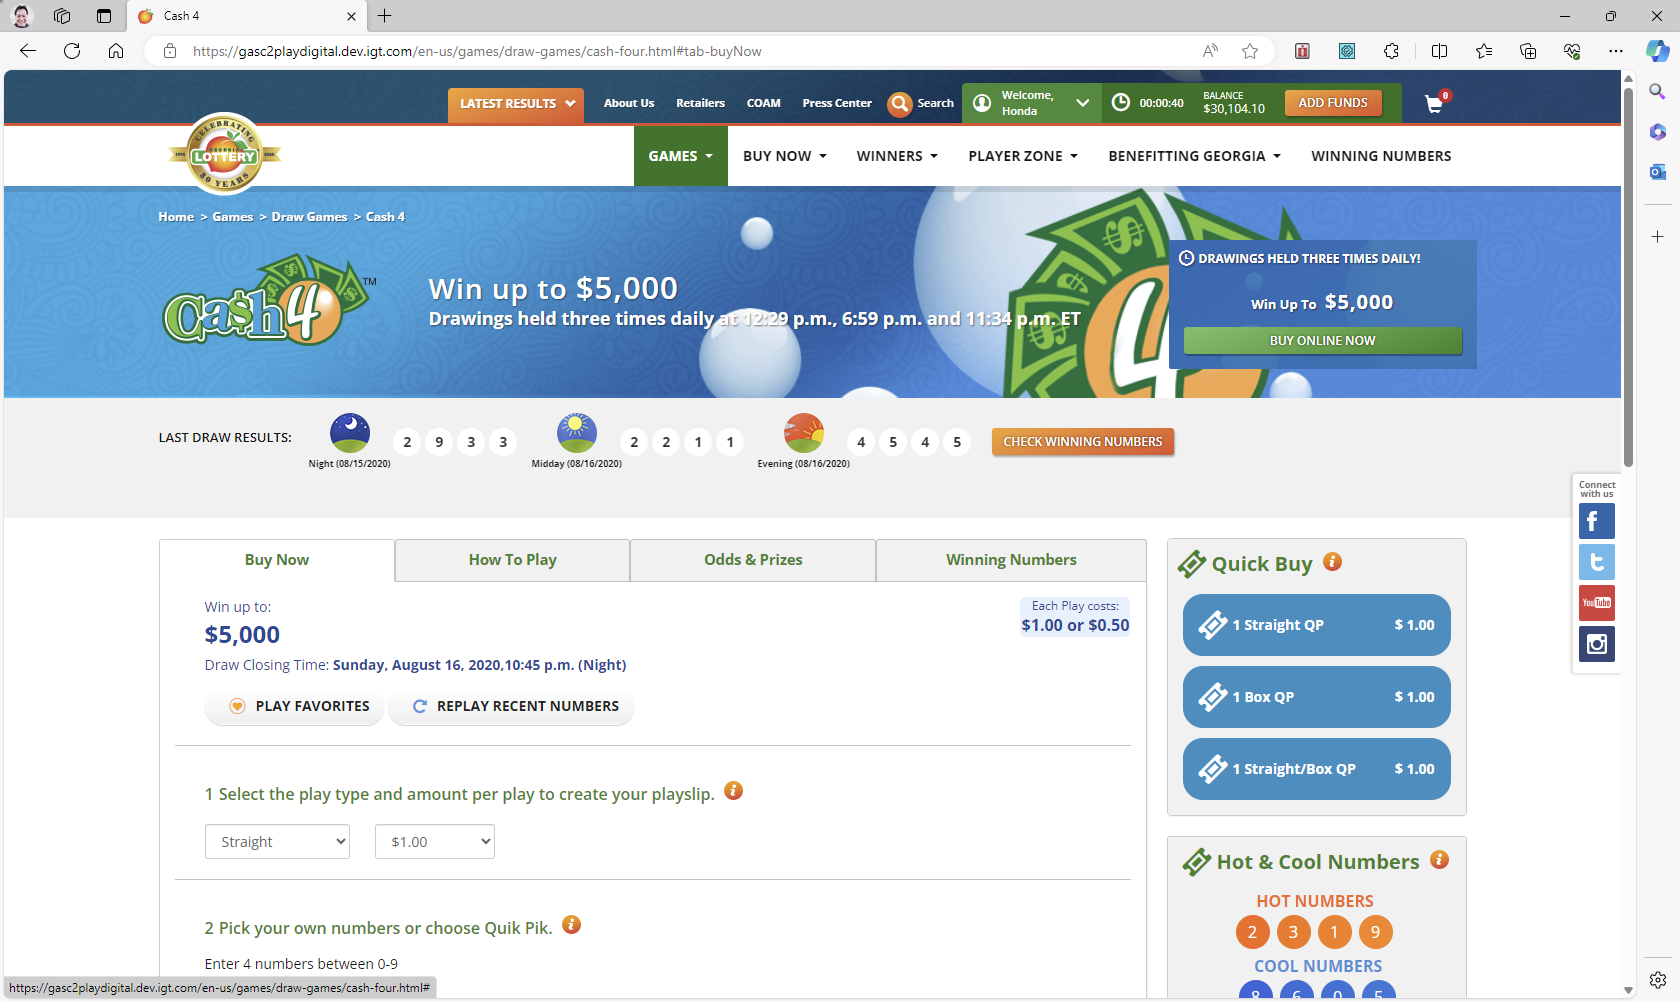 Cash 4
https://gasc2playdigital.dev.igt.com/en-us/games/draw-games/cash-four.html#tab-buyNow
LATEST RESULTS
About Us
Retailers
COAM
Press Center
Search
Welcome,
Honda
00:00:40
BALANCE
$30,104.10
ADD FUNDS
0
CELEBRATING
GEORGIA
LOTTERY
30 YEARS
GAMES
BUY NOW
WINNERS
PLAYER ZONE
BENEFITTING GEORGIA
WINNING NUMBERS
Home > Games > Draw Games > Cash 4
Cash 4 TM
Win up to $5,000
Drawings held three times daily at 12:29 p.m., 6:59 p.m. and 11:34 p.m. ET
DRAWINGS HELD THREE TIMES DAILY!
Win Up To $5,000
BUY ONLINE NOW
LAST DRAW RESULTS:
2 9 3 3
Night (08/15/2020)
2 2 1 1
Midday (08/16/2020)
4 5 4 5
Evening (08/16/2020)
CHECK WINNING NUMBERS
Connect
with us
YouTube
Buy Now
How To Play
Odds & Prizes
Winning Numbers
Win up to:
$5,000
Each Play costs:
$1.00 or $0.50
Draw Closing Time: Sunday, August 16, 2020,10:45 p.m. (Night)
PLAY FAVORITES
REPLAY RECENT NUMBERS
1 Select the play type and amount per play to create your playslip.
Straight
$1.00
2 Pick your own numbers or choose Quik Pik.
Enter 4 numbers between 0-9
Quick Buy
1 Straight QP $ 1.00
1 Box QP $ 1.00
1 Straight/Box QP $ 1.00
Hot & Cool Numbers
HOT NUMBERS
2 3 1 9
COOL NUMBERS
8 6 0 5
https://gasc2playdigital.dev.igt.com/en-us/games/draw-games/cash-four.html#